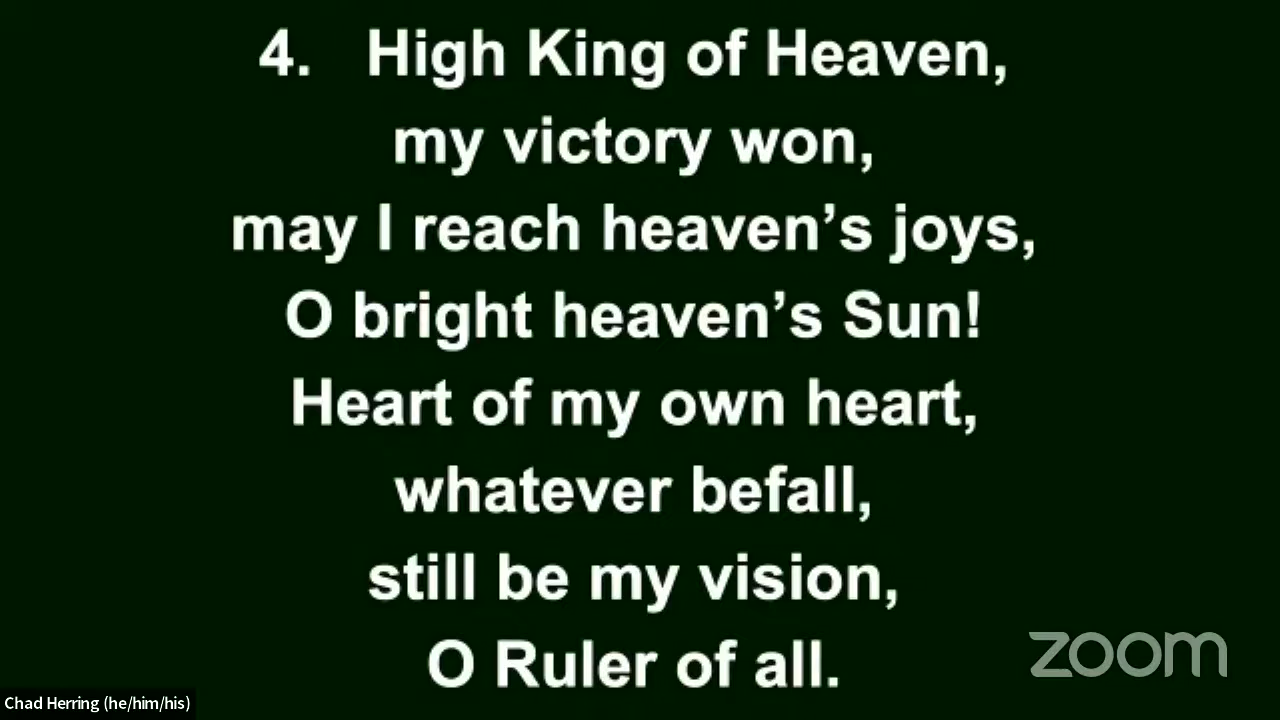 4. High King of Heaven,
my victory won,
may I reach heaven’s joys,
O bright heaven’s Sun!
Heart of my own heart,
whatever befall,
still be my vision,
O Ruler of all.
zoom
Chad Herring (he/him/his)